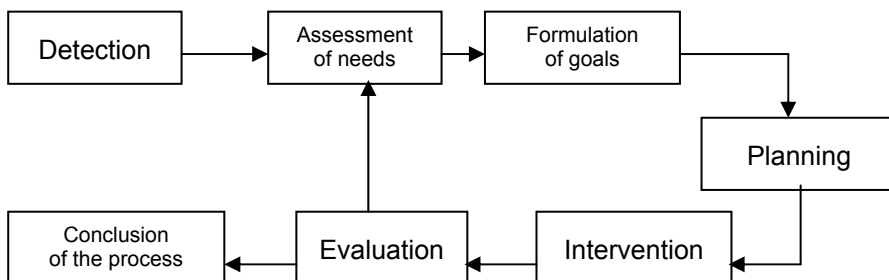 Detection
Assessment
of needs
Formulation
of goals
Planning
Conclusion
of the process
Evaluation
Intervention